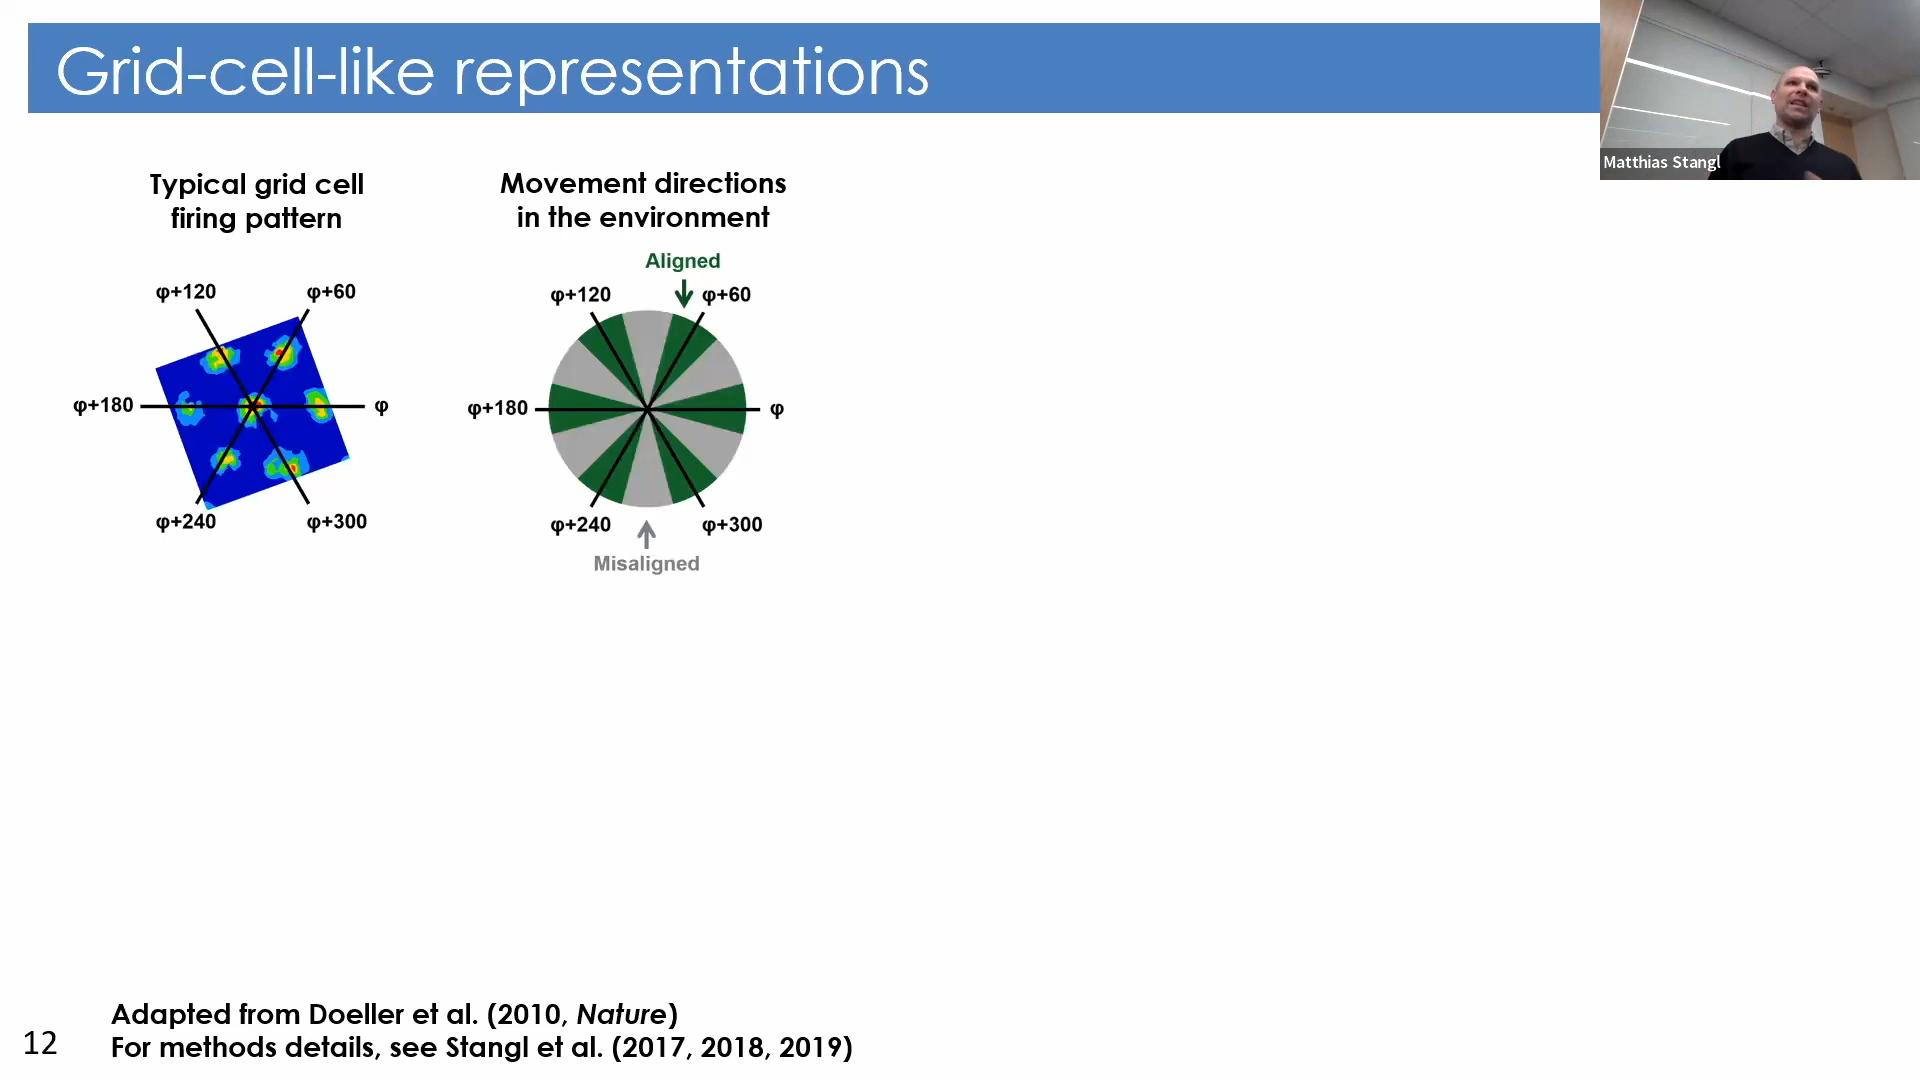 Grid-cell-like representations
Matthias Stangl
Typical grid cell
firing pattern
φ+120
φ+60
φ+180
φ
φ+240
φ+300
Movement directions
in the environment
Aligned
φ+120
φ+60
φ+180
φ
φ+240
φ+300
Misaligned
Adapted from Doeller et al. (2010, Nature)
For methods details, see Stangl et al. (2017, 2018, 2019)
12